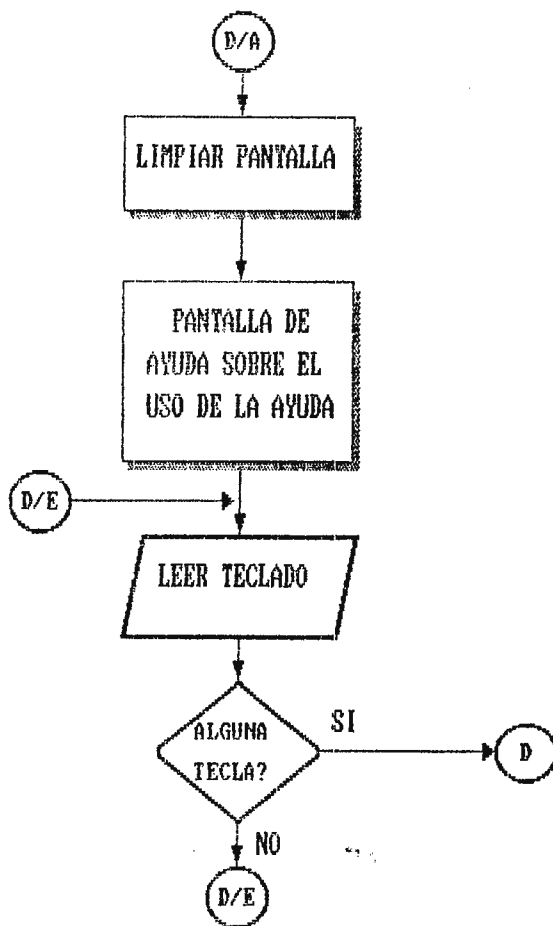 D/A
LIMPIAR PANTALLA
PANTALLA DE
AYUDA SOBRE EL
USO DE LA AYUDA
D/E
LEER TECLADO
ALGUNA
TECLA?
SI
D
NO
D/E